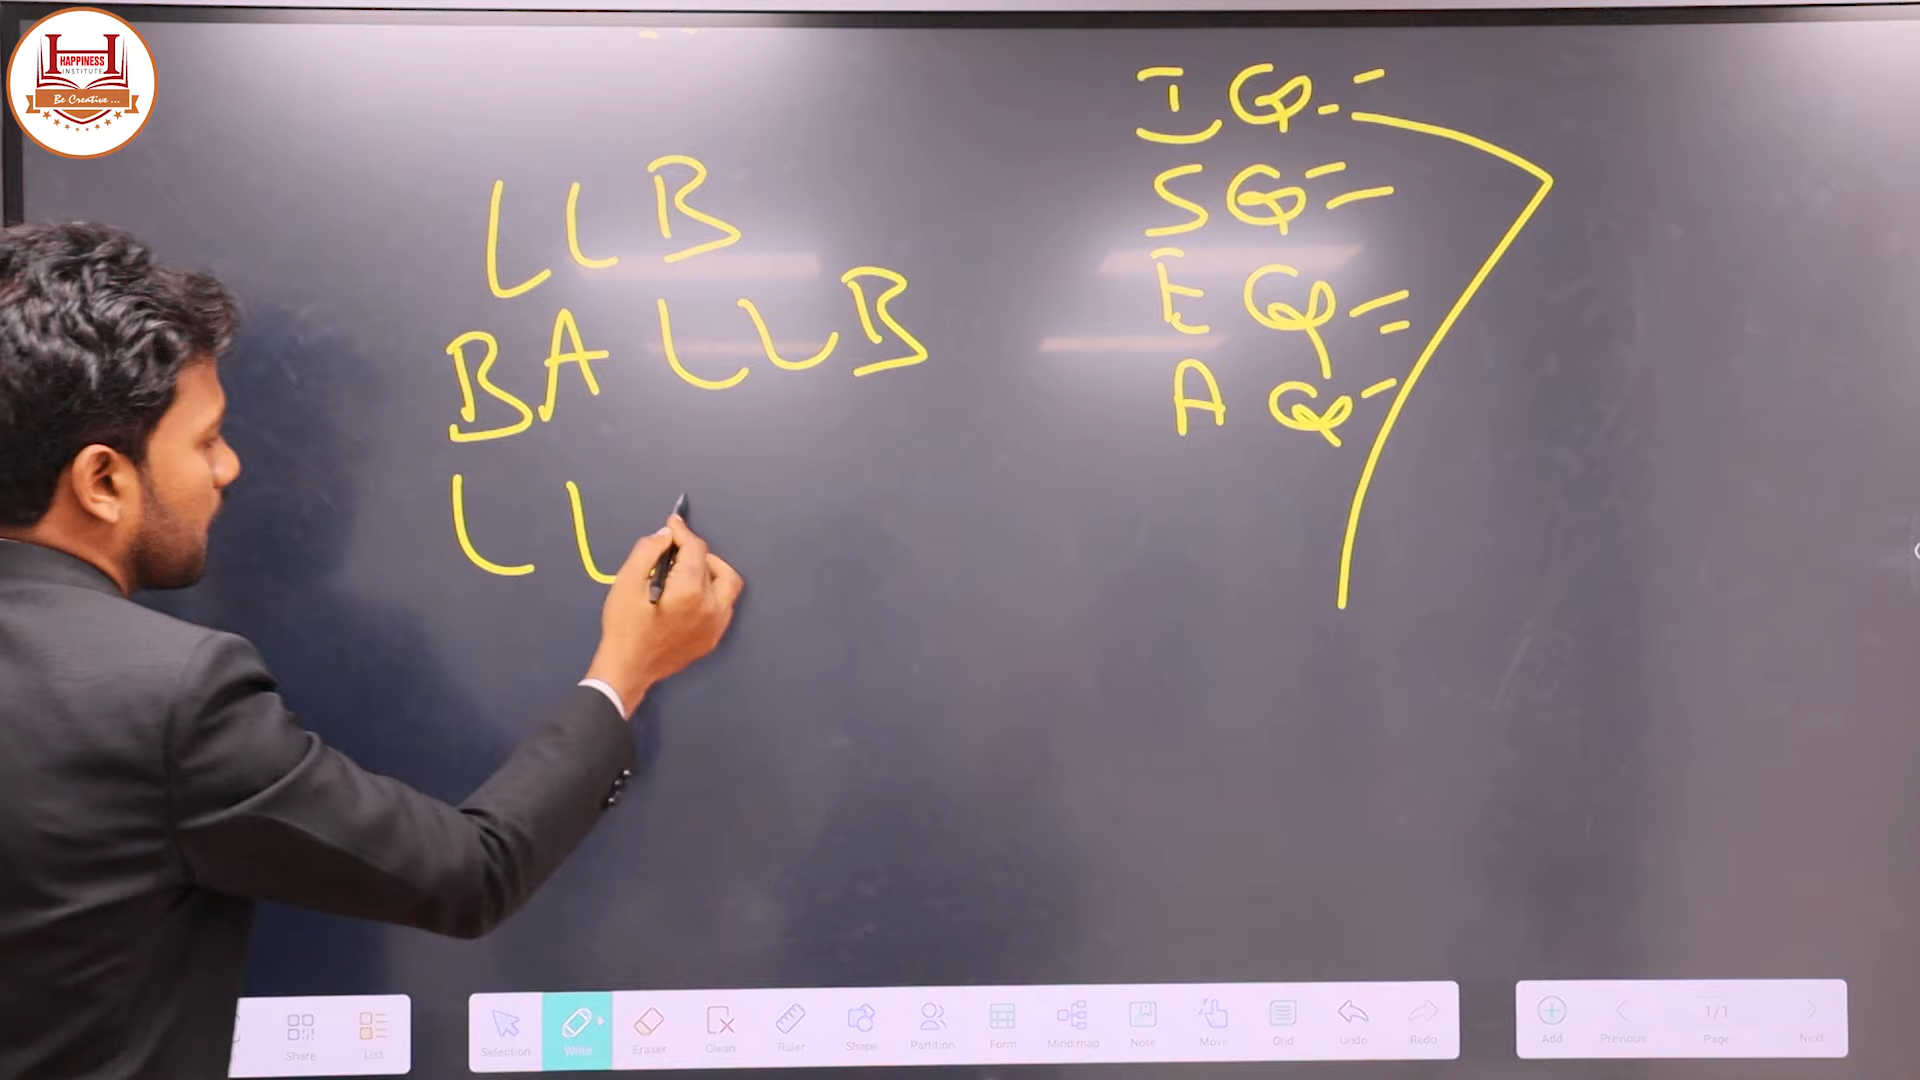 HAPPINESS
INSTITUTE
Be Creative ...
LLB
BA LLB
LL
IQ
SQ
EQ
AQ
Share
List
Selection
Write
Eraser
Clean
Ruler
Shape
Partition
Form
Mind map
Note
Move
Grid
Undo
Redo
Add
Previous
1/1
Page
Next